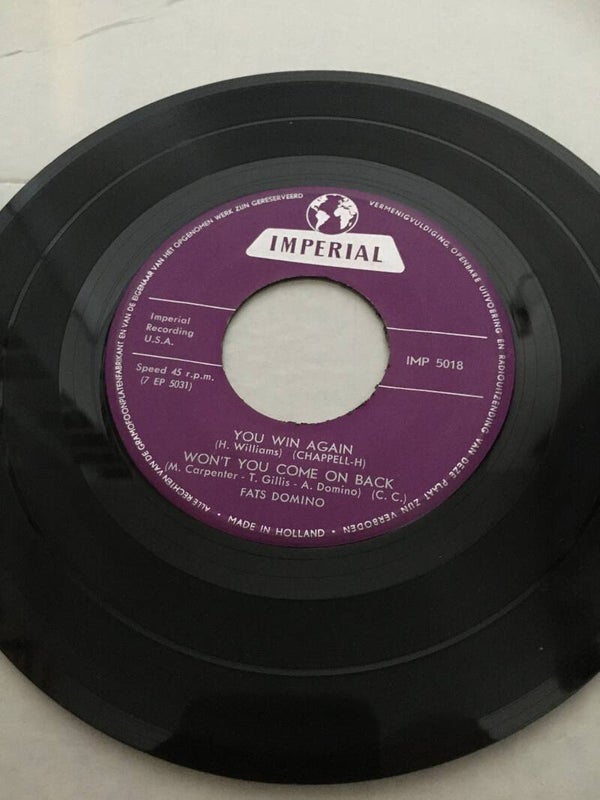 ALLE RECHTEN VAN DE GRAMOFOONPLATENFABRIKANT EN VAN DE EIGENAAR VAN HET OPGENOMEN WERK ZIJN GERESERVEERD
VERMENIGVULDIGING, OPENBARE UITVOERING EN RADIOUITZENDING VAN DEZE PLAAT ZIJN VERBODEN
IMPERIAL
Imperial
Recording
U.S.A.
IMP 5018
Speed 45 r.p.m.
(7 EP 5031)
YOU WIN AGAIN
(H. Williams) (CHAPPELL-H)
WON'T YOU COME ON BACK
(M. Carpenter - T. Gillis - A. Domino) (C. C.)
FATS DOMINO
• MADE IN HOLLAND •